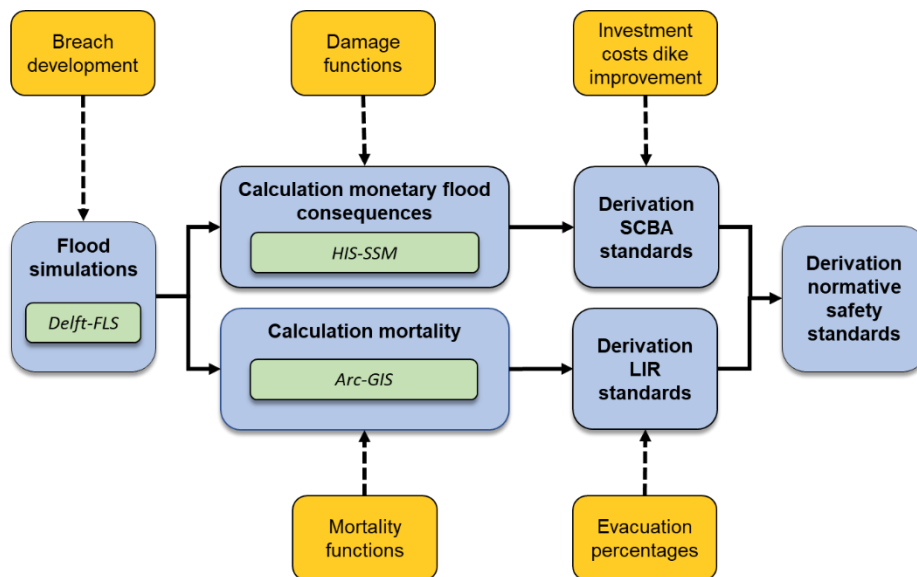 Breach
development
Damage
functions
Investment
costs dike
improvement
Calculation monetary flood
consequences
HIS-SSM
Derivation
SCBA
standards
Flood
simulations
Delft-FLS
Derivation
normative
safety
standards
Calculation mortality
Arc-GIS
Derivation
LIR
standards
Mortality
functions
Evacuation
percentages